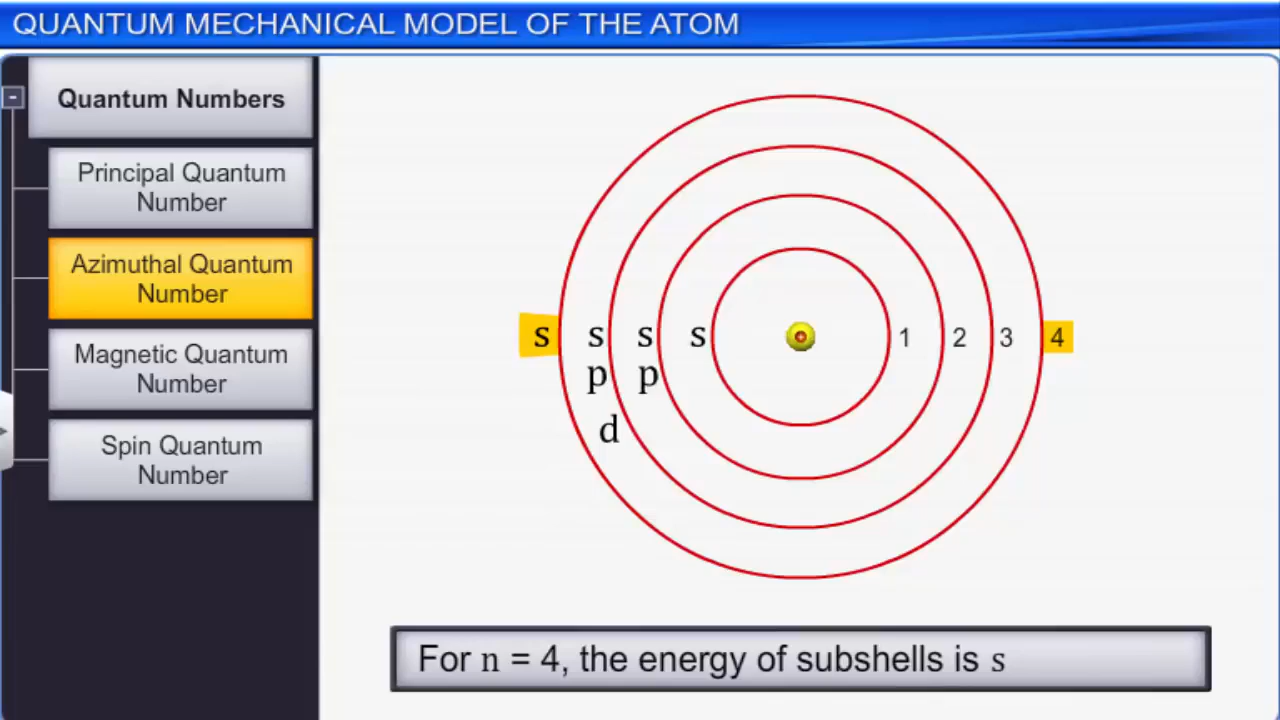 QUANTUM MECHANICAL MODEL OF THE ATOM
-
Quantum Numbers
Principal Quantum
Number
Azimuthal Quantum
Number
Magnetic Quantum
Number
Spin Quantum
Number
s s s s 1 2 3 4
p p
d
For n = 4, the energy of subshells is s